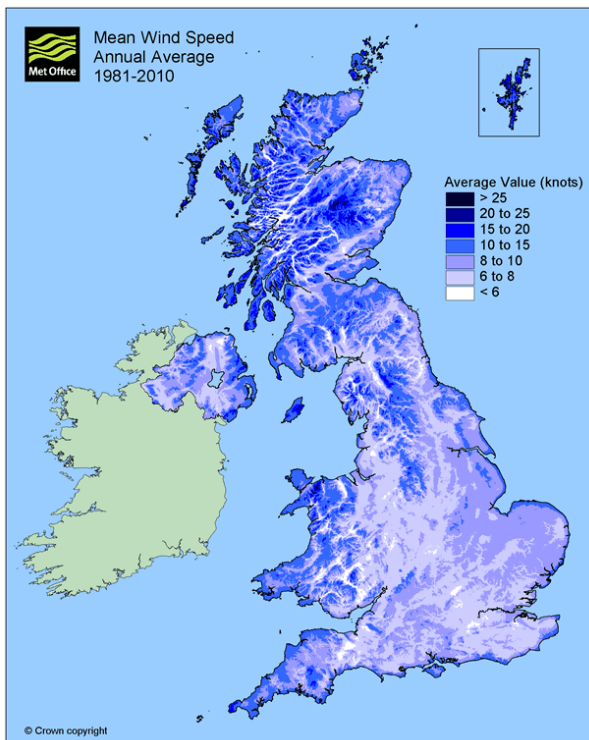 Met Office
Mean Wind Speed
Annual Average
1981-2010
Average Value (knots)
> 25
20 to 25
15 to 20
10 to 15
8 to 10
6 to 8
< 6
© Crown copyright